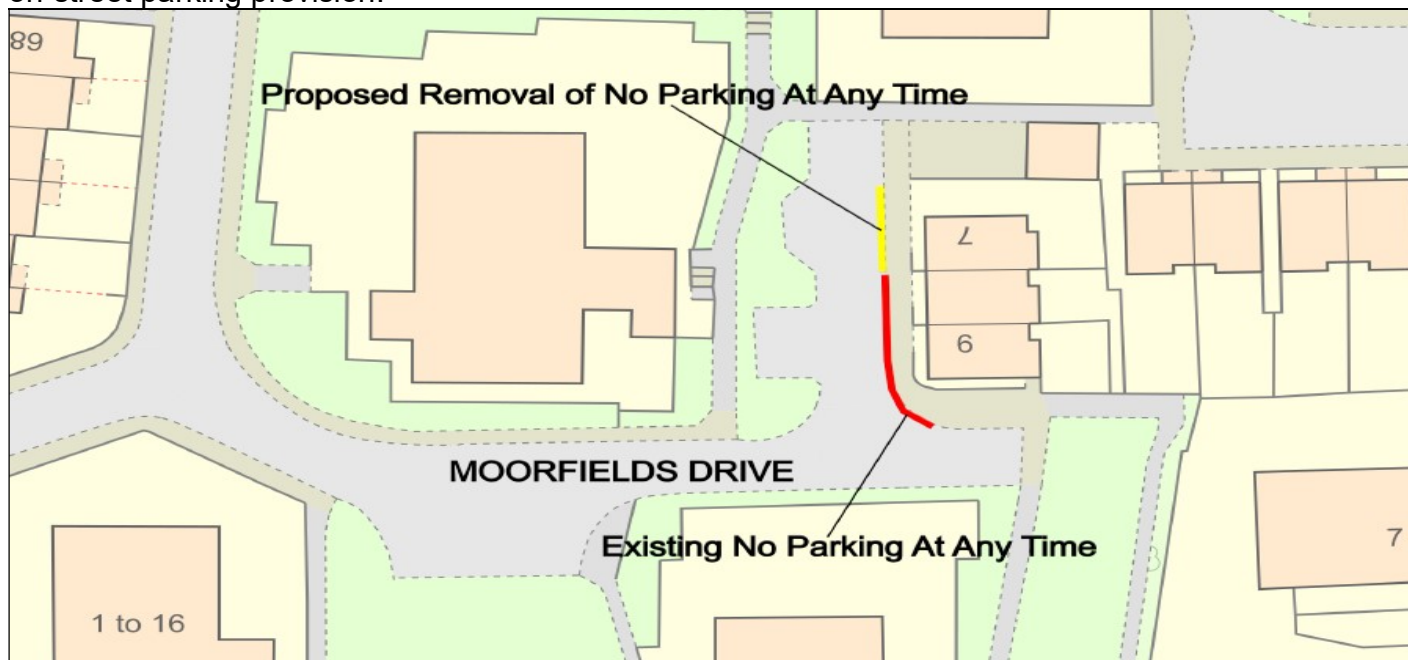 on-street parking provision.
89
Proposed Removal of No Parking At Any Time
7
9
MOORFIELDS DRIVE
Existing No Parking At Any Time
7
1 to 16